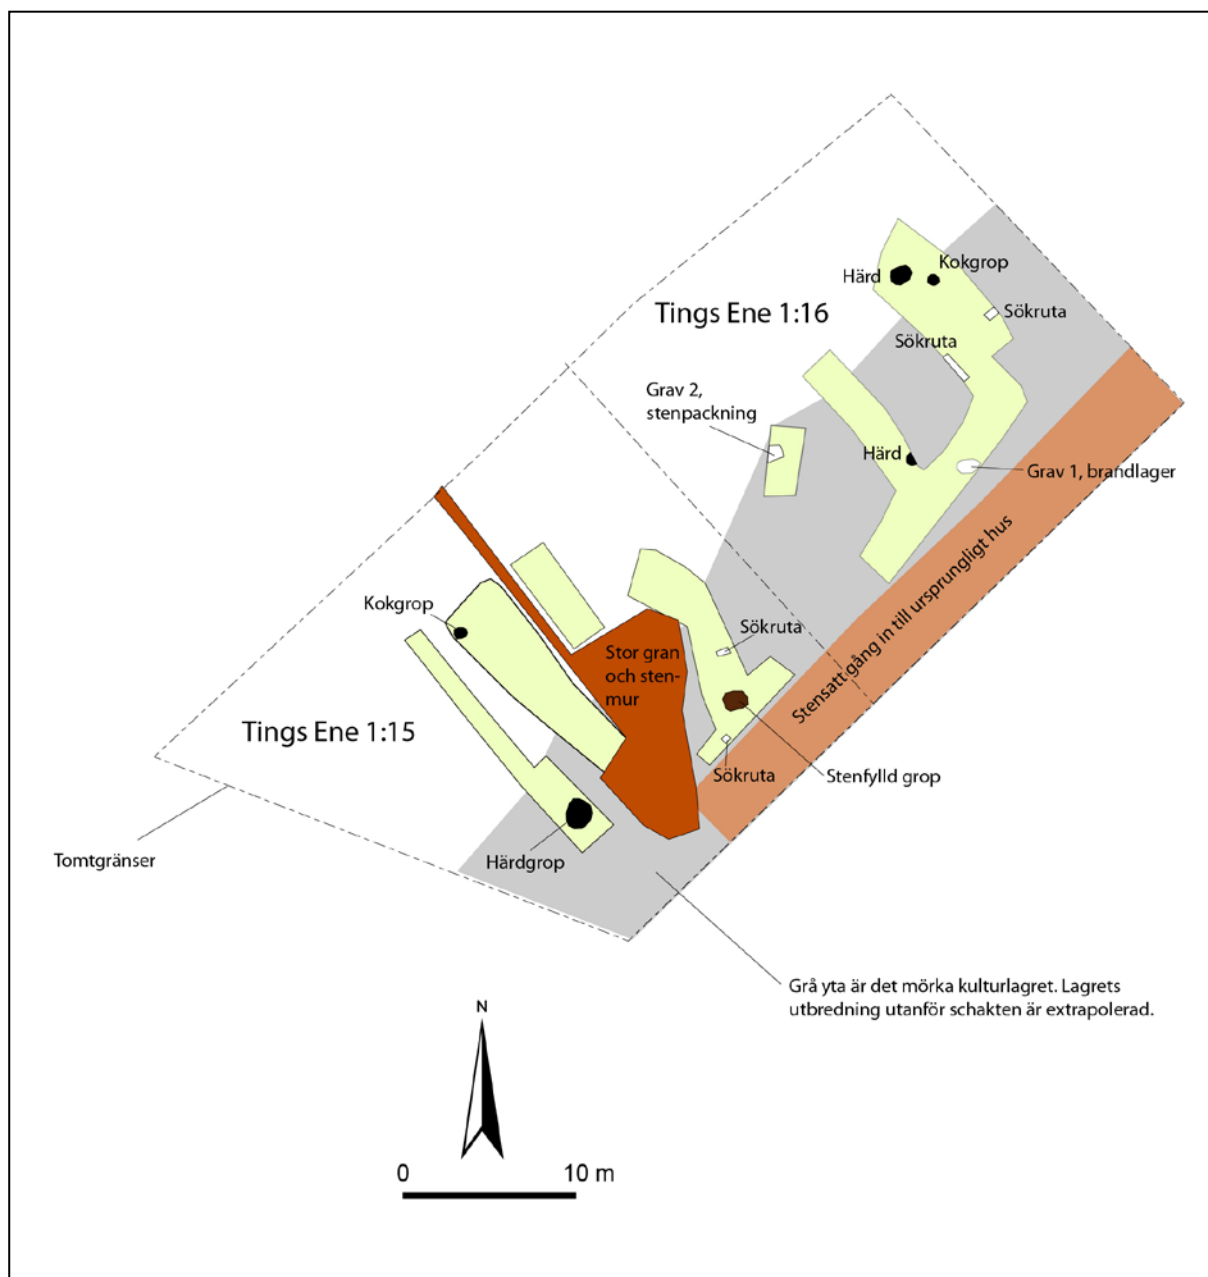 Härd
Kokgrop
Tings Ene 1:16
Sökruta
Sökruta
Grav 2,
stenpackning
Härd
Grav 1, brandlager
Stensatt gång in till ursprungligt hus
Kokgrop
Sökruta
Stor gran
och sten-
mur
Tings Ene 1:15
Sökruta
Stenfylld grop
Tomtgränser
Härdgrop
Grå yta är det mörka kulturlagret. Lagrets
utbredning utanför schakten är extrapolerad.
N
0 10 m